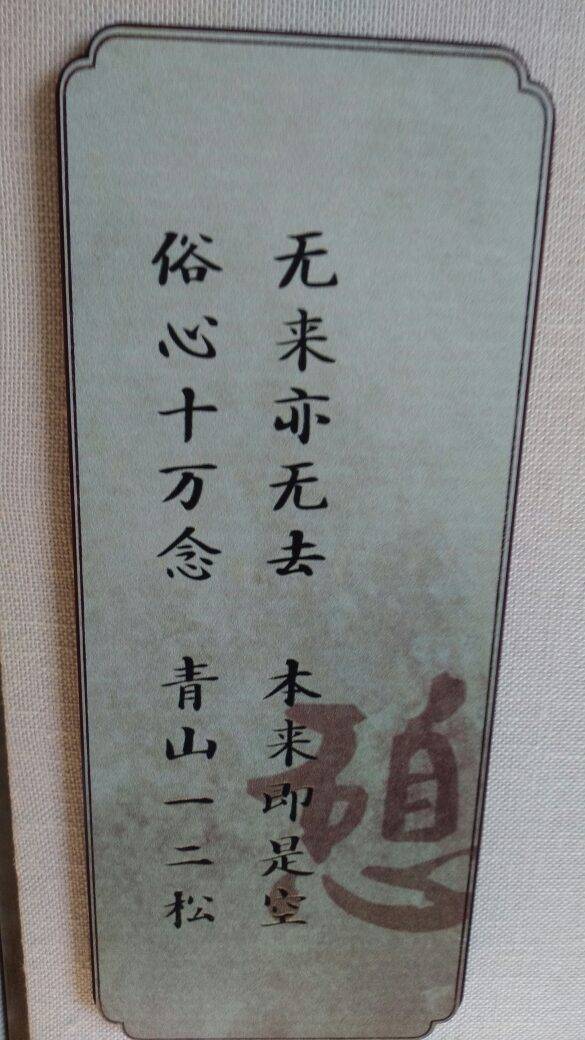 无来亦无去 本来即是空
俗心十万念 青山一二松
憩